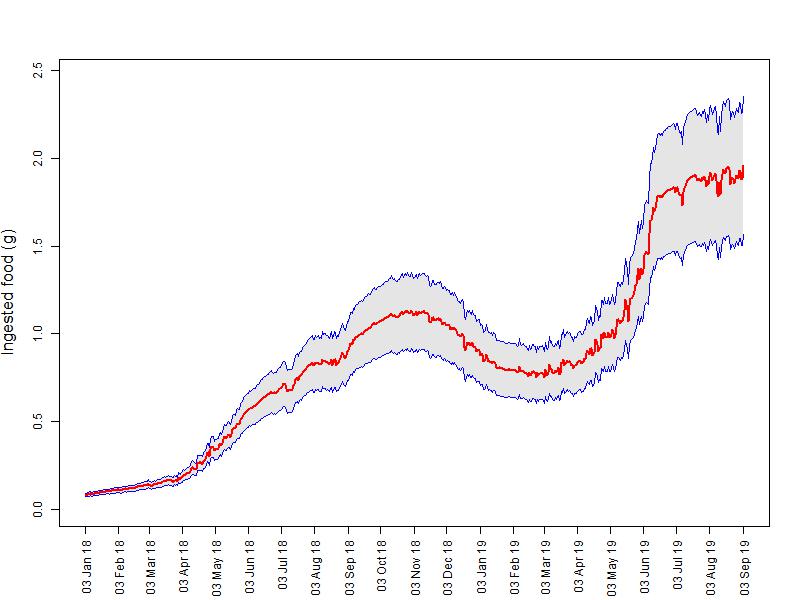 Ingested food (g)
2.5
2.0
1.5
1.0
0.5
0.0
03 Jan 18
03 Feb 18
03 Mar 18
03 Apr 18
03 May 18
03 Jun 18
03 Jul 18
03 Aug 18
03 Sep 18
03 Oct 18
03 Nov 18
03 Dec 18
03 Jan 19
03 Feb 19
03 Mar 19
03 Apr 19
03 May 19
03 Jun 19
03 Jul 19
03 Aug 19
03 Sep 19